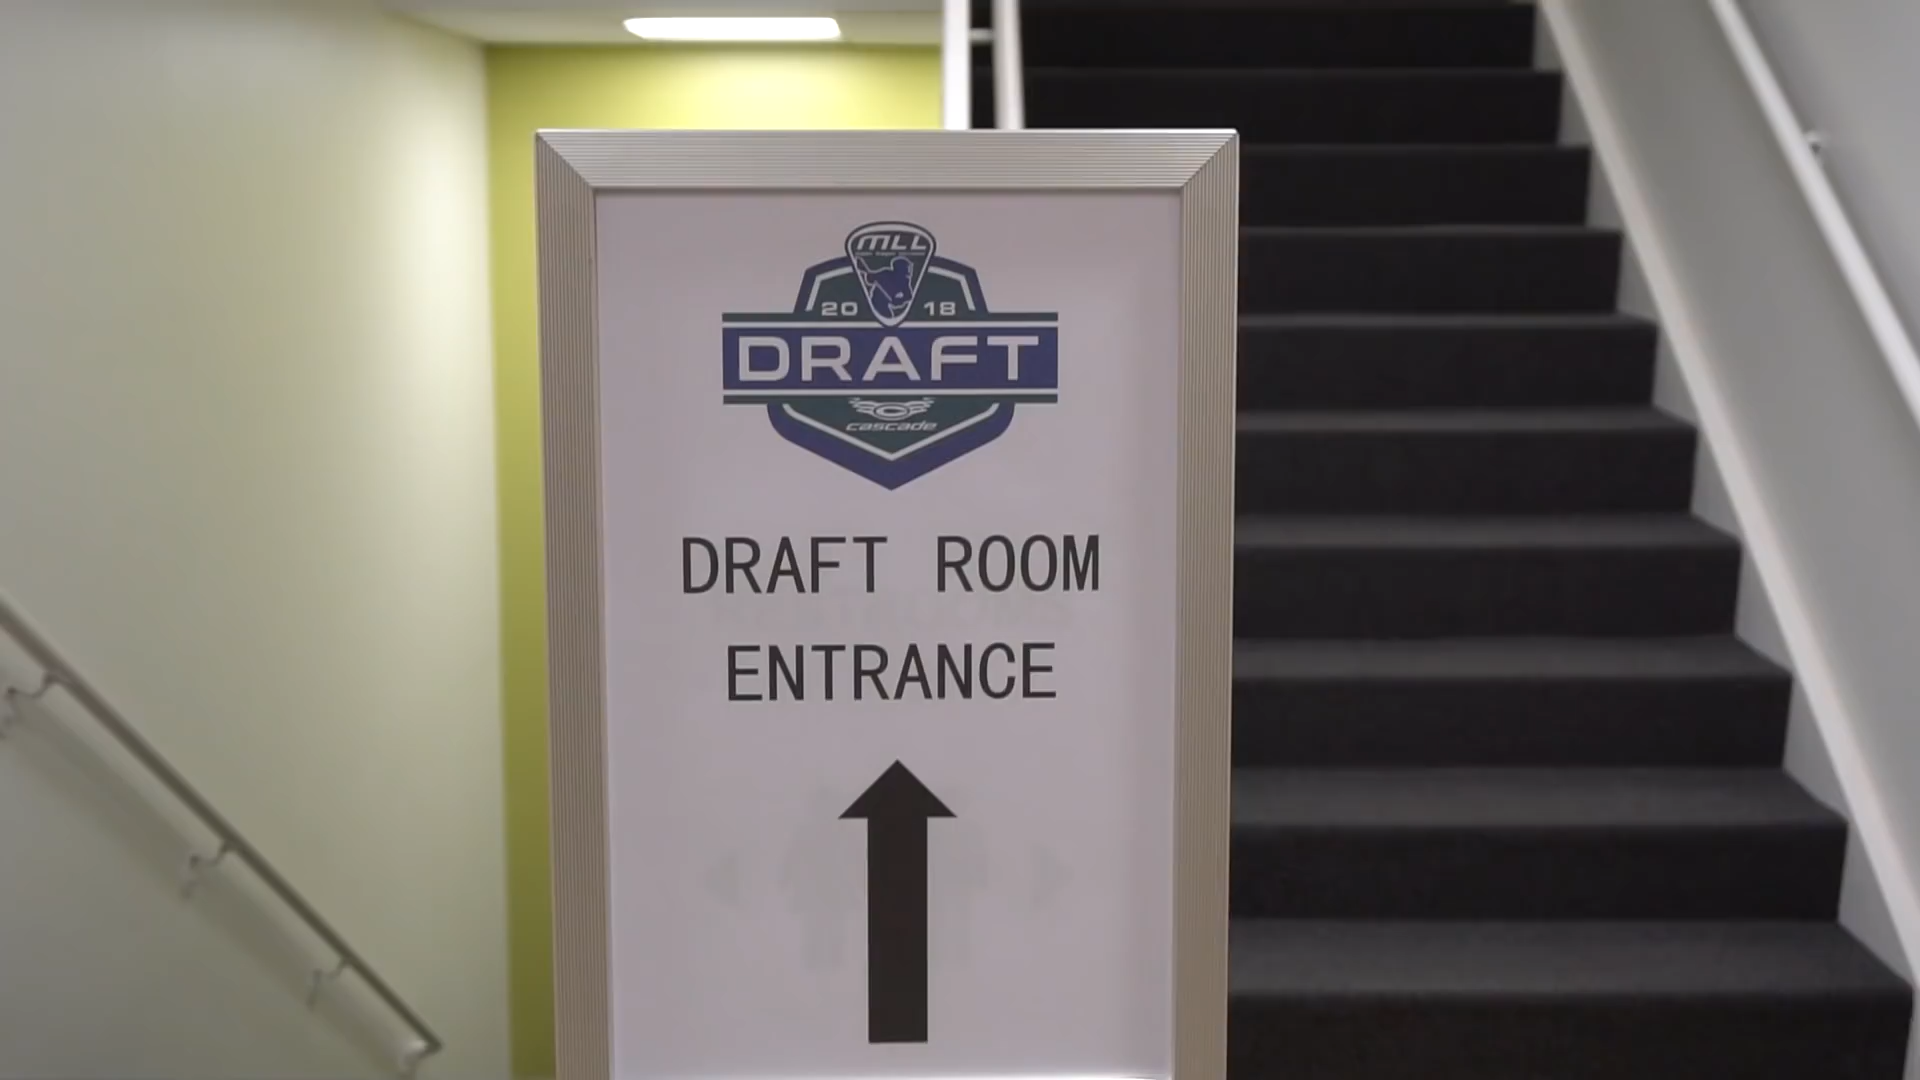 MLL
20 18
DRAFT
cascade
DRAFT ROOM
ENTRANCE